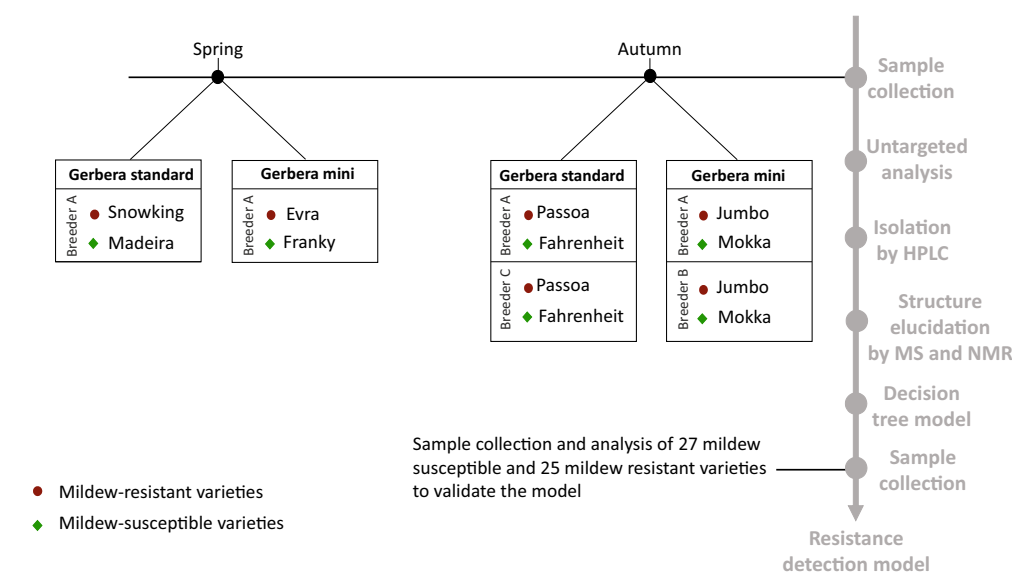 Spring
Autumn
Gerbera standard
Breeder A
Snowking
Madeira
Gerbera mini
Breeder A
Evra
Franky
Gerbera standard
Breeder A
Passoa
Fahrenheit
Breeder C
Passoa
Fahrenheit
Gerbera mini
Breeder A
Jumbo
Mokka
Breeder B
Jumbo
Mokka
Sample
collection
Untargeted
analysis
Isolation
by HPLC
Structure
elucidation
by MS and NMR
Decision
tree model
Sample collection and analysis of 27 mildew
susceptible and 25 mildew resistant varieties
to validate the model
Sample
collection
Resistance
detection model
Mildew-resistant varieties
Mildew-susceptible varieties